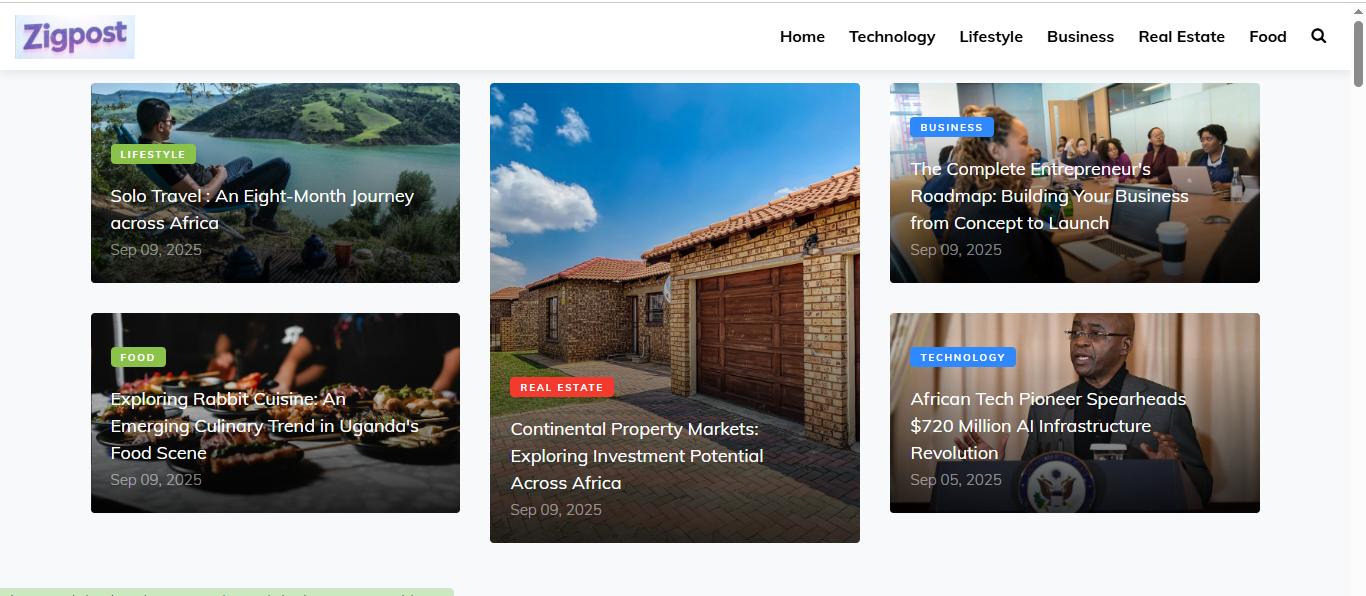 Zigpost
Home Technology Lifestyle Business Real Estate Food
LIFESTYLE
Solo Travel : An Eight-Month Journey
across Africa
Sep 09, 2025
FOOD
Exploring Rabbit Cuisine: An
Emerging Culinary Trend in Uganda's
Food Scene
Sep 09, 2025
REAL ESTATE
Continental Property Markets:
Exploring Investment Potential
Across Africa
Sep 09, 2025
BUSINESS
The Complete Entrepreneur's
Roadmap: Building Your Business
from Concept to Launch
Sep 09, 2025
TECHNOLOGY
African Tech Pioneer Spearheads
$720 Million AI Infrastructure
Revolution
Sep 05, 2025